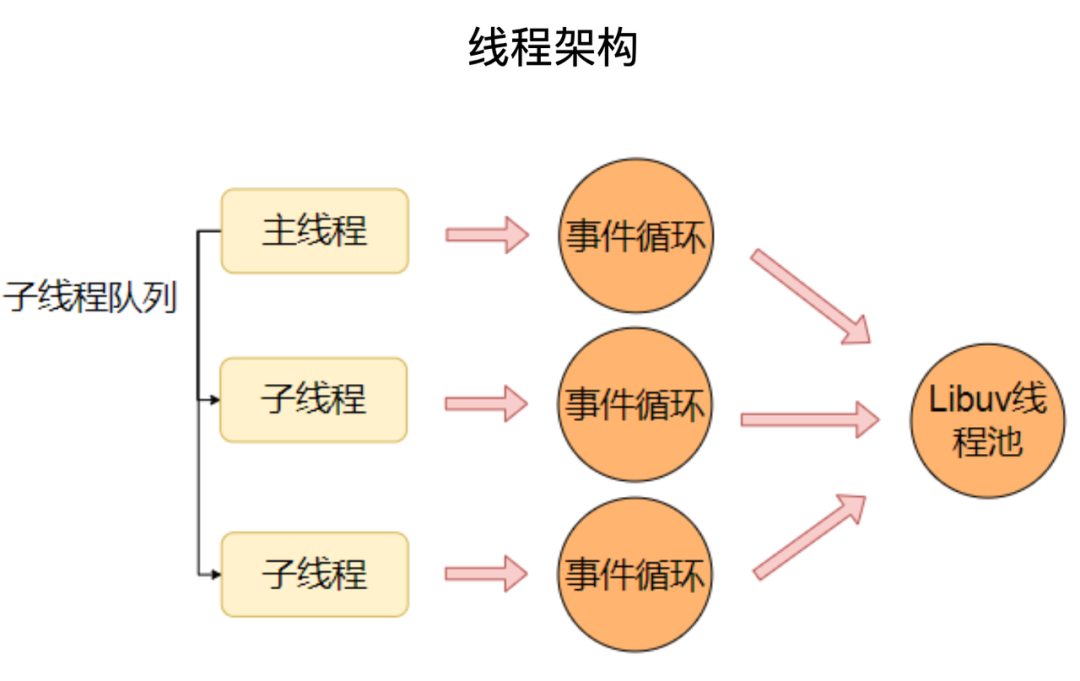 线程架构
主线程
事件循环
子线程队列
子线程
事件循环
Libuv线
程池
子线程
事件循环